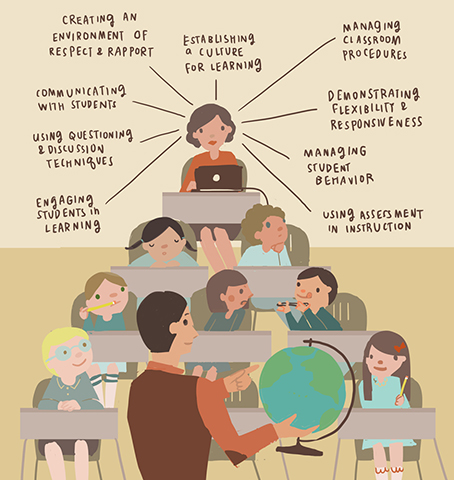 CREATING AN
ENVIRONMENT OF
RESPECT & RAPPORT
ESTABLISHING
a CULTURE
FOR LEARNING
MANAGING
CLASSROOM
PROCEDURES
COMMUNICATING
WITH STUDENTS
DEMONSTRATING
FLEXIBILITY &
RESPONSIVENESS
USING QUESTIONING
& DISCUSSION
TECHNIQUES
MANAGING
STUDENT
BEHAVIOR
ENGAGING
STUDENTS in
LEARNING
USING ASSESSMENT
IN INSTRUCTION